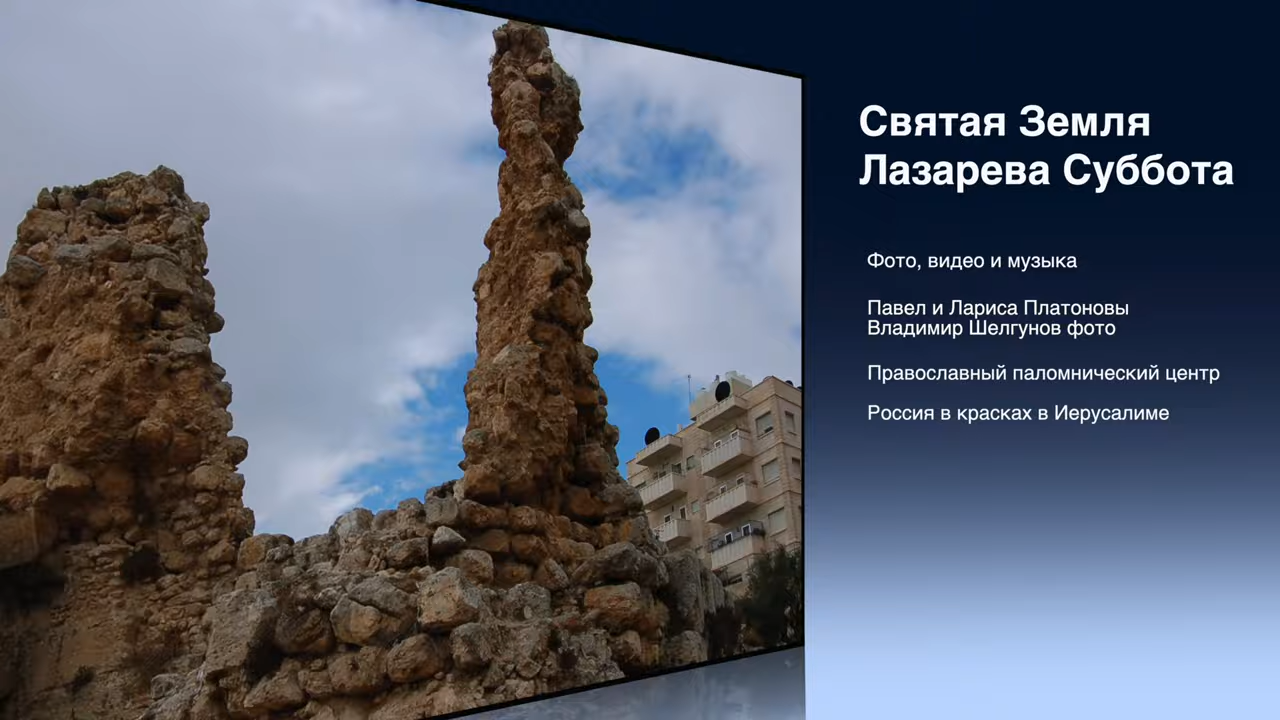 Святая Земля
Лазарева Суббота
Фото, видео и музыка
Павел и Лариса Платоновы
Владимир Шелгунов фото
Православный паломнический центр
Россия в красках в Иерусалиме